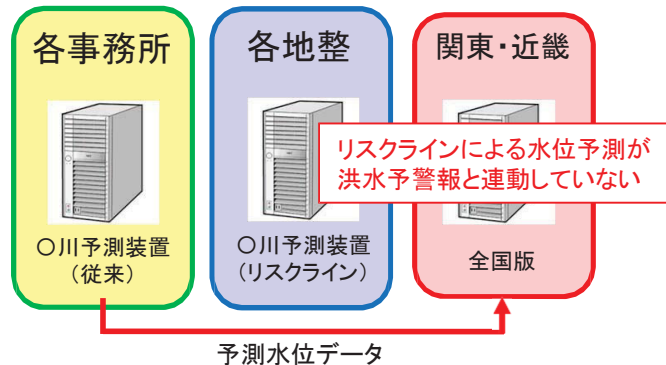 各事務所
各地整
関東・近畿
リスクラインによる水位予測が
洪水予警報と連動していない
〇川予測装置
(従来)
〇川予測装置
(リスクライン)
全国版
予測水位データ